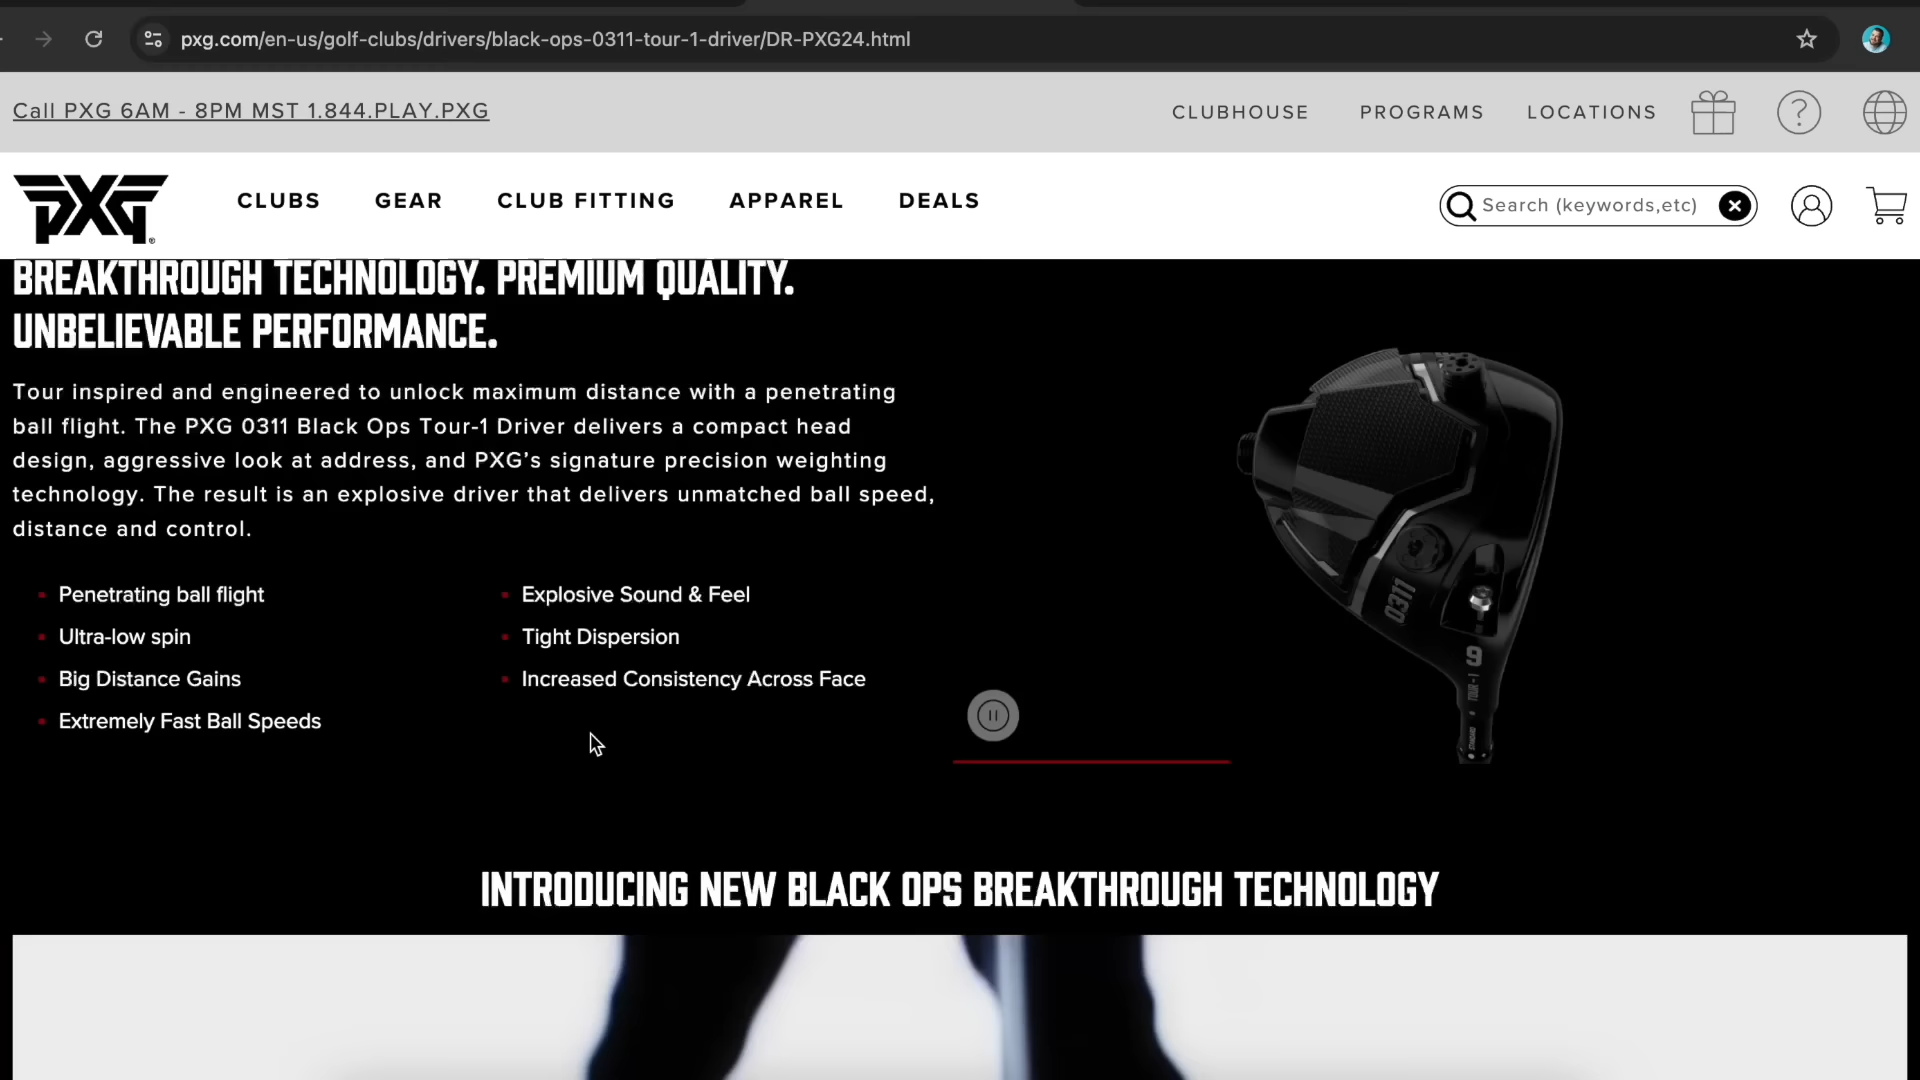 pxg.com/en-us/golf-clubs/drivers/black-ops-0311-tour-1-driver/DR-PXG24.html
Call PXG 6AM - 8PM MST 1.844.PLAY.PXG
CLUBHOUSE
PROGRAMS
LOCATIONS
PXG
CLUBS
GEAR
CLUB FITTING
APPAREL
DEALS
Search (keywords,etc)
BREAKTHROUGH TECHNOLOGY. PREMIUM QUALITY.
UNBELIEVABLE PERFORMANCE.
Tour inspired and engineered to unlock maximum distance with a penetrating
ball flight. The PXG 0311 Black Ops Tour-1 Driver delivers a compact head
design, aggressive look at address, and PXG’s signature precision weighting
technology. The result is an explosive driver that delivers unmatched ball speed,
distance and control.
Penetrating ball flight
Ultra-low spin
Big Distance Gains
Extremely Fast Ball Speeds
Explosive Sound & Feel
Tight Dispersion
Increased Consistency Across Face
0311
9
TOUR-1
STANDARD
INTRODUCING NEW BLACK OPS BREAKTHROUGH TECHNOLOGY